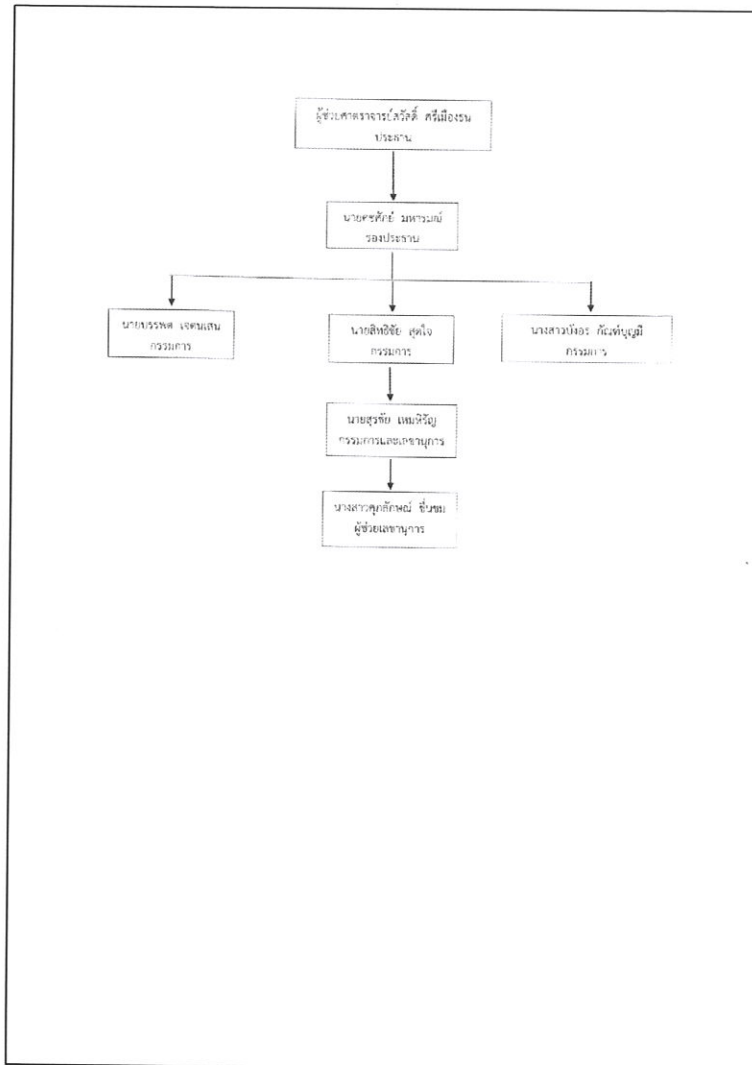 ผู้ช่วยศาตราจารย์สวัสดิ์ ศรีเมืองธน
ประธาน
นายคชศักย์ มหารมณ์
รองประธาน
นายบรรพต เจตนเสน
กรรมการ
นายสิทธิชัย สุดใจ
กรรมการ
นางสาวบังอร กัณฑ์บุญมี
กรรมการ
นายสุรชัย เหมหิรัญ
กรรมการและเลขานุการ
นางสาวศุภลักษณ์ ชื่นชม
ผู้ช่วยเลขานุการ